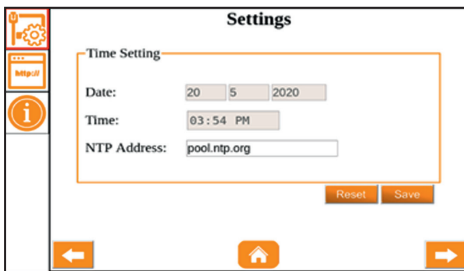 Settings
http://
Time Setting
Date: 20 5 2020
Time: 03:54 PM
NTP Address: pool.ntp.org
Reset Save